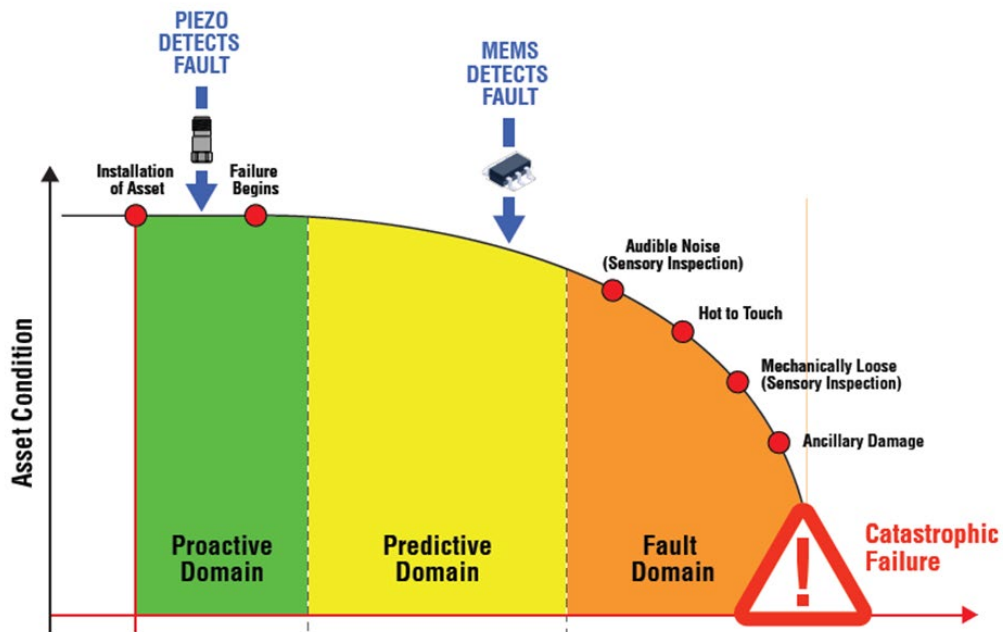 PIEZO
DETECTS
FAULT
MEMS
DETECTS
FAULT
Installation
of Asset
Failure
Begins
Audible Noise
(Sensory Inspection)
Hot to Touch
Mechanically Loose
(Sensory Inspection)
Ancillary Damage
Asset Condition
Proactive
Domain
Predictive
Domain
Fault
Domain
!
Catastrophic
Failure